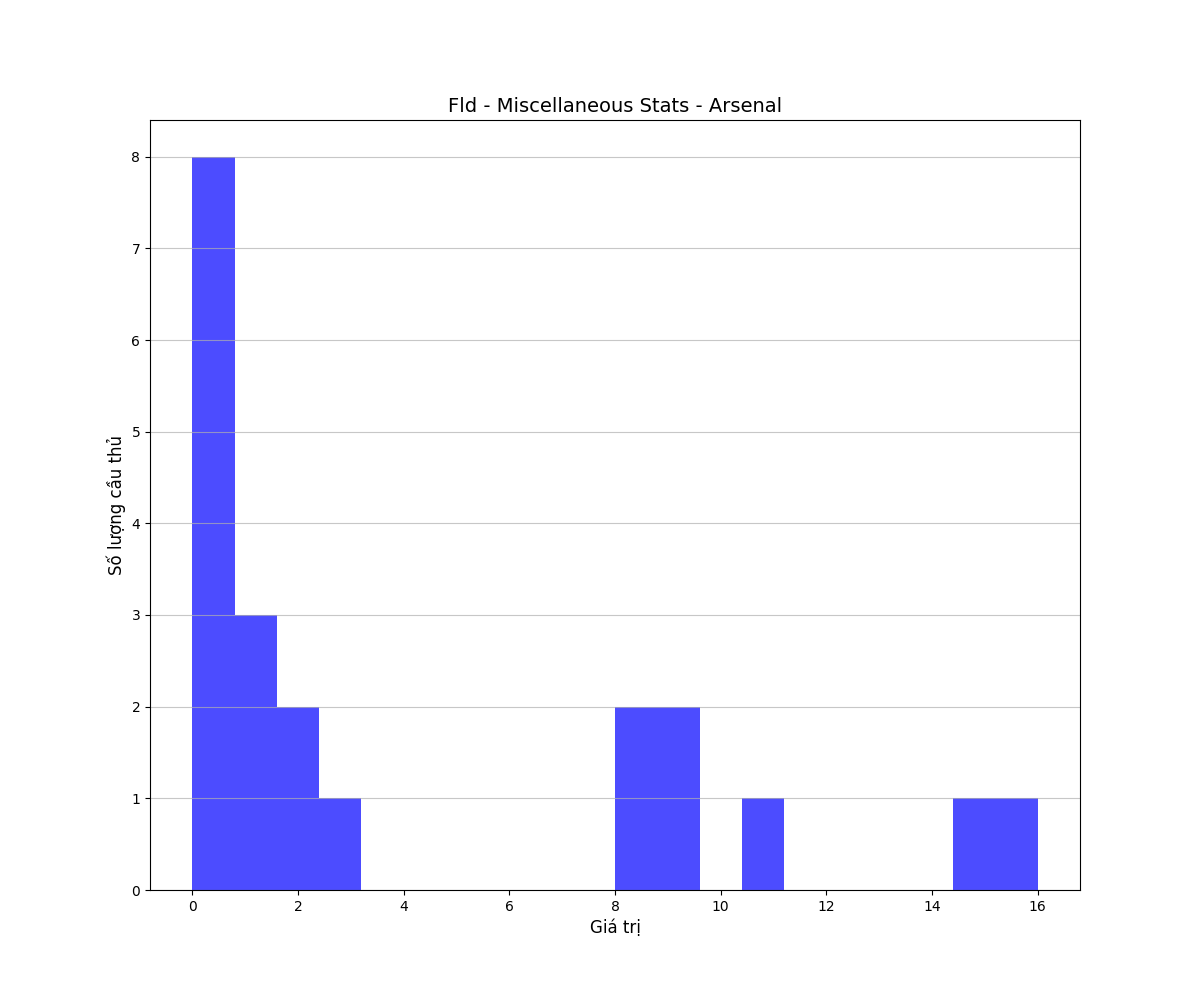 Fld - Miscellaneous Stats - Arsenal
8
7
6
5
4
3
2
1
0
Số lượng cầu thủ
0 2 4 6 8 10 12 14 16
Giá trị